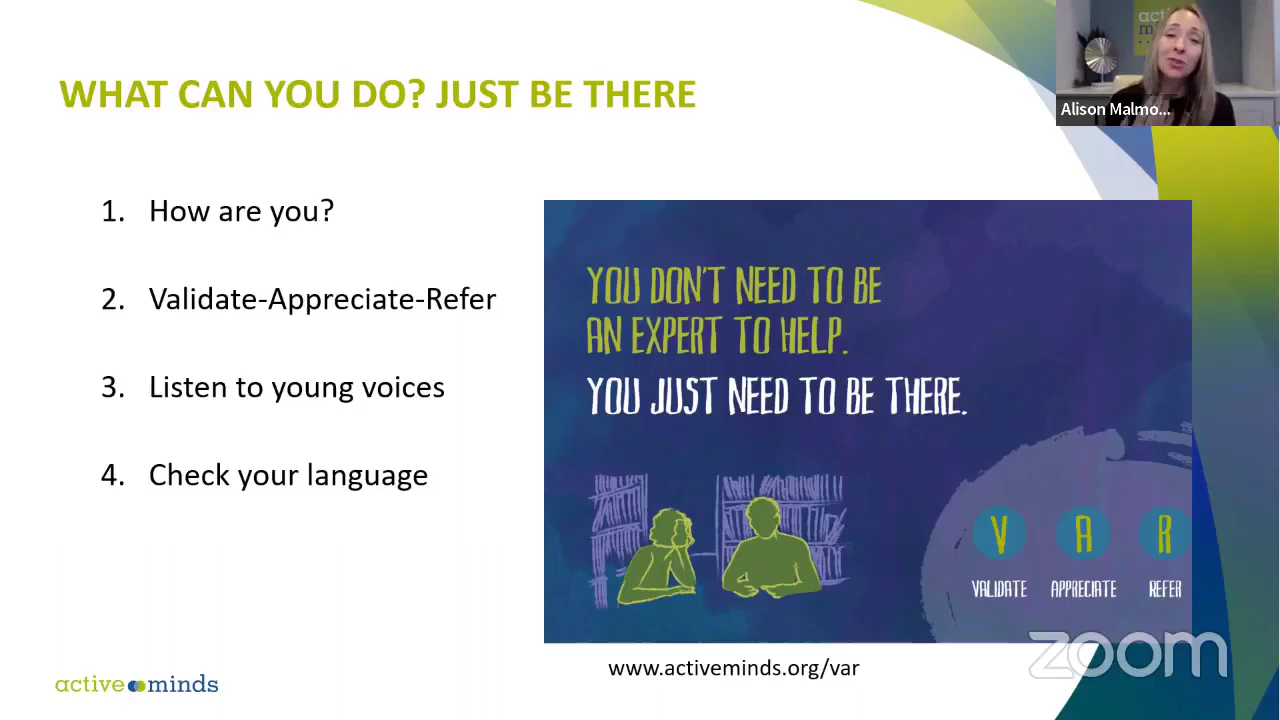 WHAT CAN YOU DO? JUST BE THERE
Alison Malmo...
1. How are you?
2. Validate-Appreciate-Refer
3. Listen to young voices
4. Check your language
YOU DON'T NEED TO BE
AN EXPERT TO HELP.
YOU JUST NEED TO BE THERE.
V A R
VALIDATE APPRECIATE REFER
www.activeminds.org/var
active minds
zoom